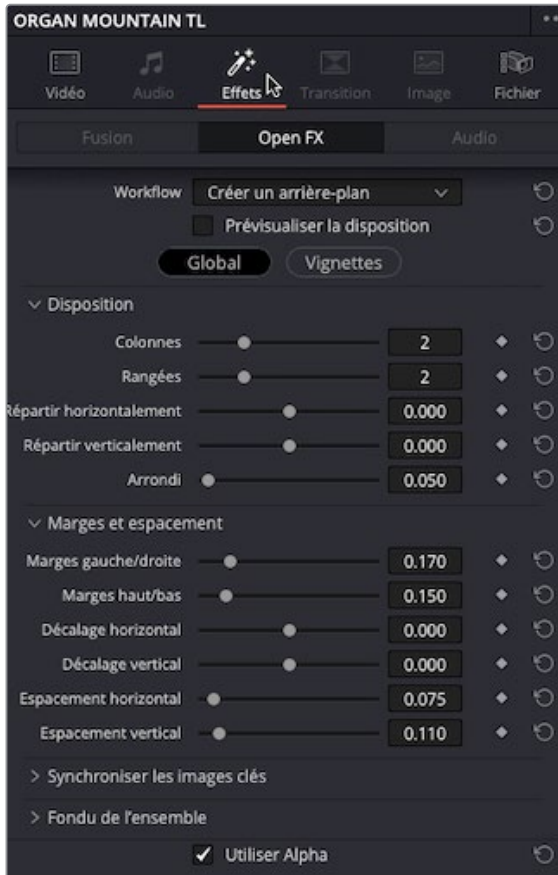 ORGAN MOUNTAIN TL
Vidéo Audio Effets Transition Image Fichier
Fusion Open FX Audio
Workflow Créer un arrière-plan
Prévisualiser la disposition
Global Vignettes
Disposition
Colonnes 2
Rangées 2
Répartir horizontalement 0.000
Répartir verticalement 0.000
Arrondi 0.050
Marges et espacement
Marges gauche/droite 0.170
Marges haut/bas 0.150
Décalage horizontal 0.000
Décalage vertical 0.000
Espacement horizontal 0.075
Espacement vertical 0.110
Synchroniser les images clés
Fondu de l'ensemble
Utiliser Alpha